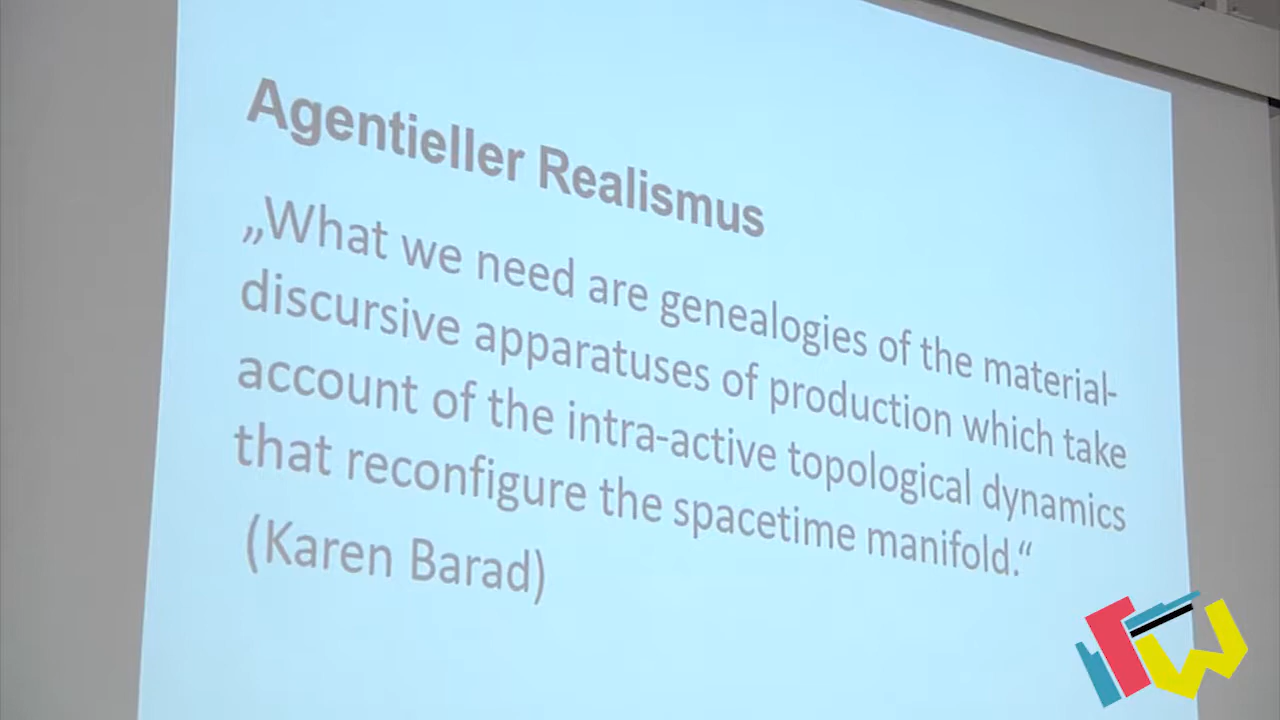 Agentieller Realismus
„What we need are genealogies of the material-
discursive apparatuses of production which take
account of the intra-active topological dynamics
that reconfigure the spacetime manifold.“
(Karen Barad)